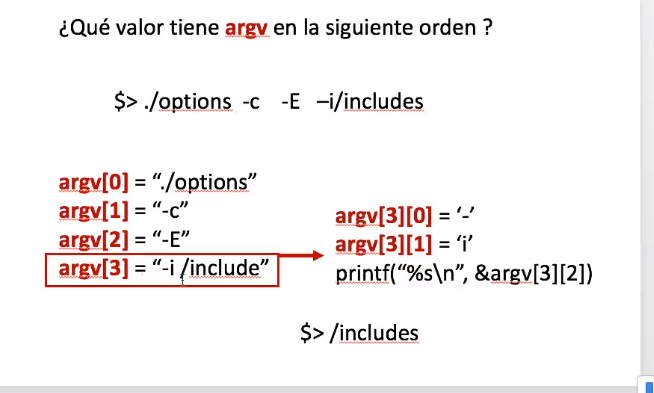 ¿Qué valor tiene argv en la siguiente orden ?
$> ./options -c -E –i/includes
argv[0] = “./options”
argv[1] = “-c”
argv[2] = “-E”
argv[3] = “-i /include”
argv[3][0] = ‘-’
argv[3][1] = ‘i’
printf(“%s\n”, &argv[3][2])
$> /includes